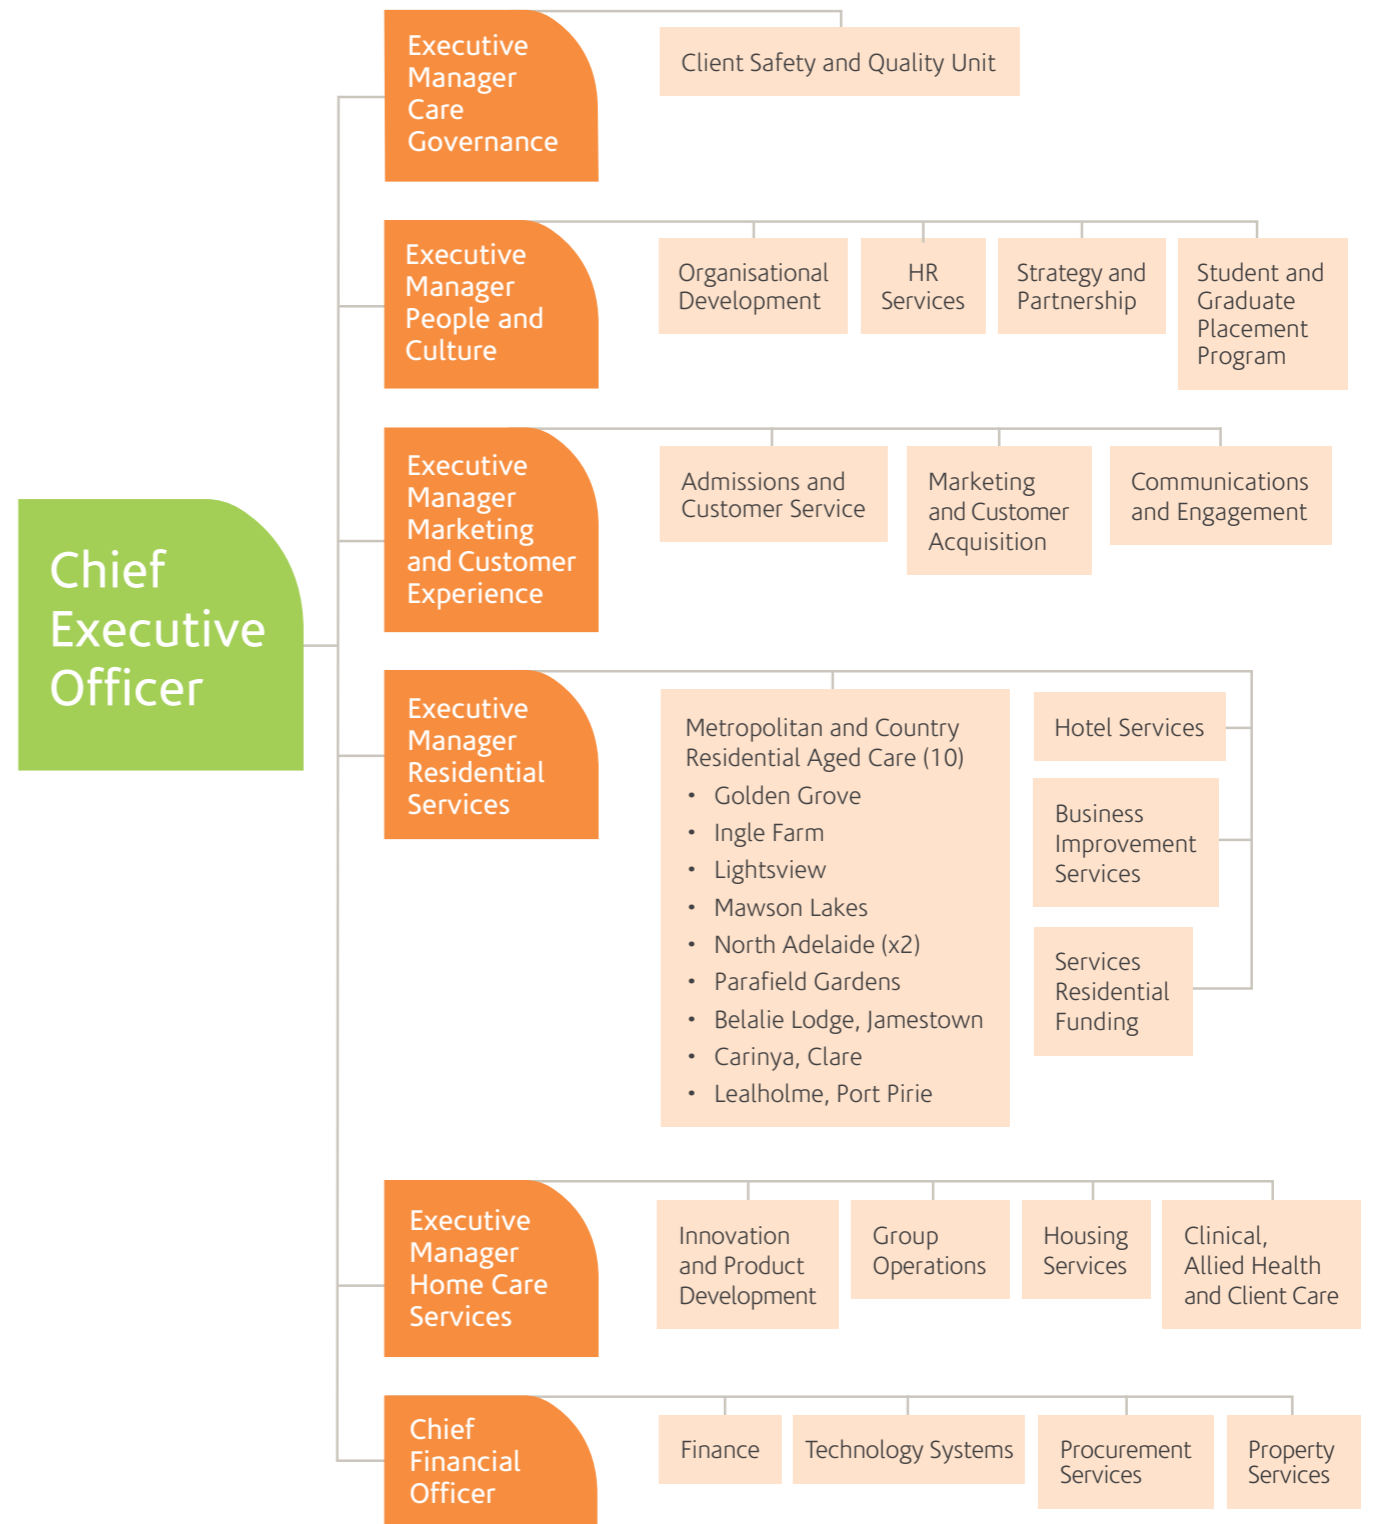 Executive
Manager
Care
Governance
Client Safety and Quality Unit
Executive
Manager
People and
Culture
Organisational
Development
HR
Services
Strategy and
Partnership
Student and
Graduate
Placement
Program
Executive
Manager
Marketing
and Customer
Experience
Admissions and
Customer Service
Marketing
and Customer
Acquisition
Communications
and Engagement
Chief
Executive
Officer
Executive
Manager
Residential
Services
Metropolitan and Country
Residential Aged Care (10)
• Golden Grove
• Ingle Farm
• Lightsview
• Mawson Lakes
• North Adelaide (x2)
• Parafield Gardens
• Belalie Lodge, Jamestown
• Carinya, Clare
• Lealholme, Port Pirie
Hotel Services
Business
Improvement
Services
Services
Residential
Funding
Executive
Manager
Home Care
Services
Innovation
and Product
Development
Group
Operations
Housing
Services
Clinical,
Allied Health
and Client Care
Chief
Financial
Officer
Finance
Technology Systems
Procurement
Services
Property
Services